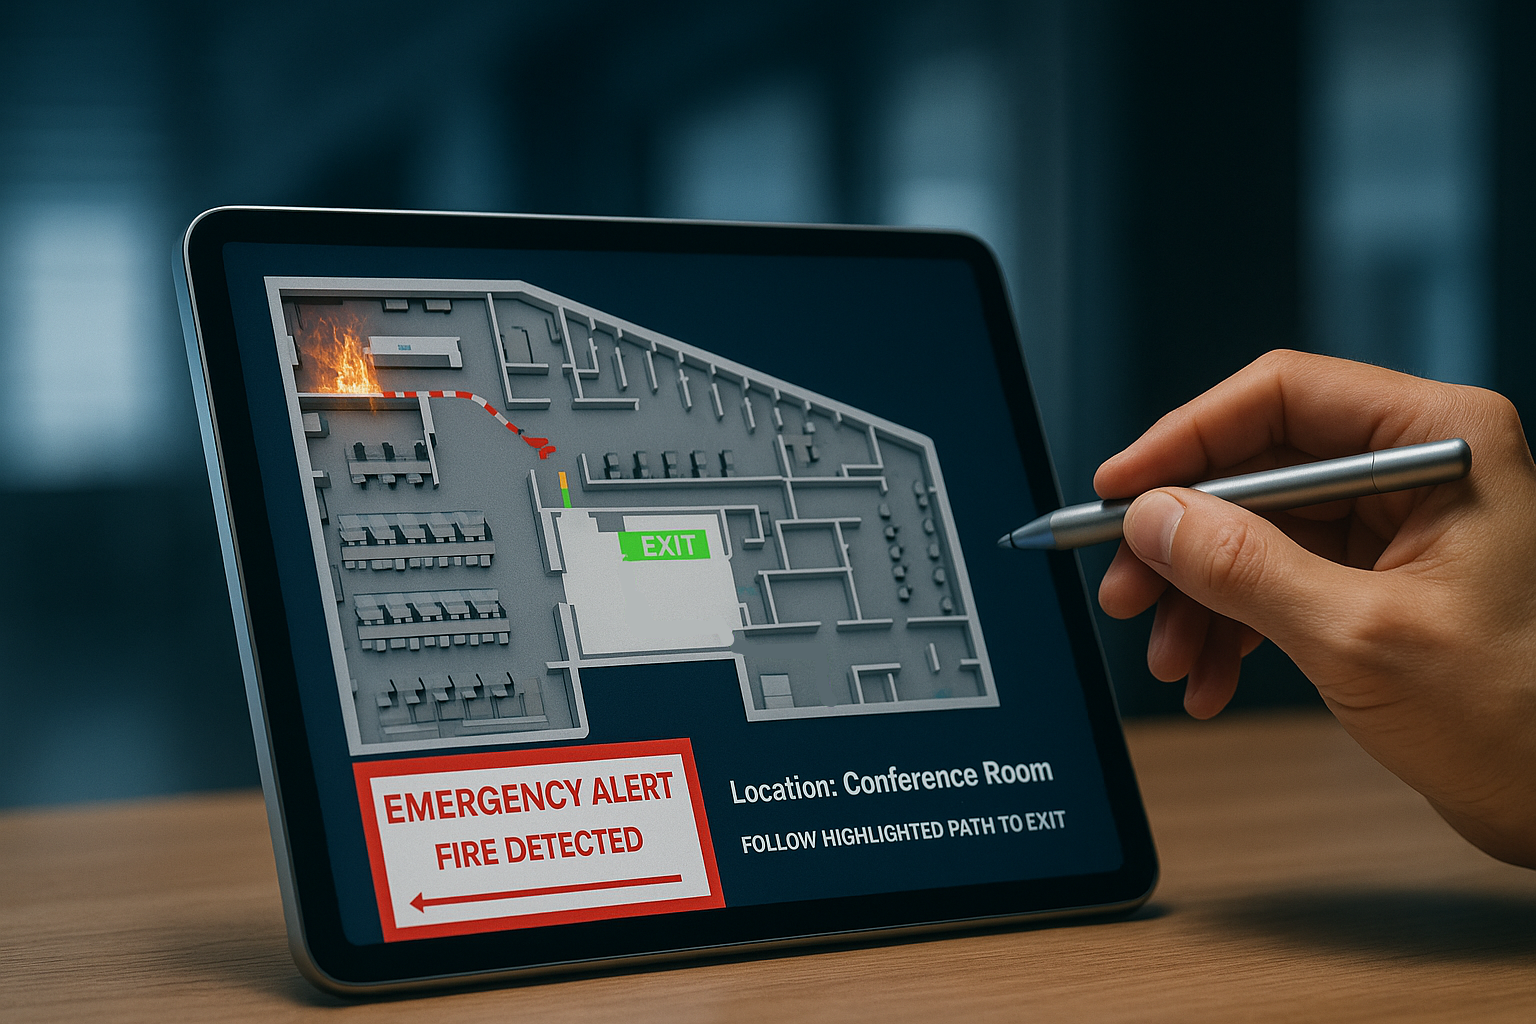 EXIT
EMERGENCY ALERT
FIRE DETECTED
Location: Conference Room
FOLLOW HIGHLIGHTED PATH TO EXIT